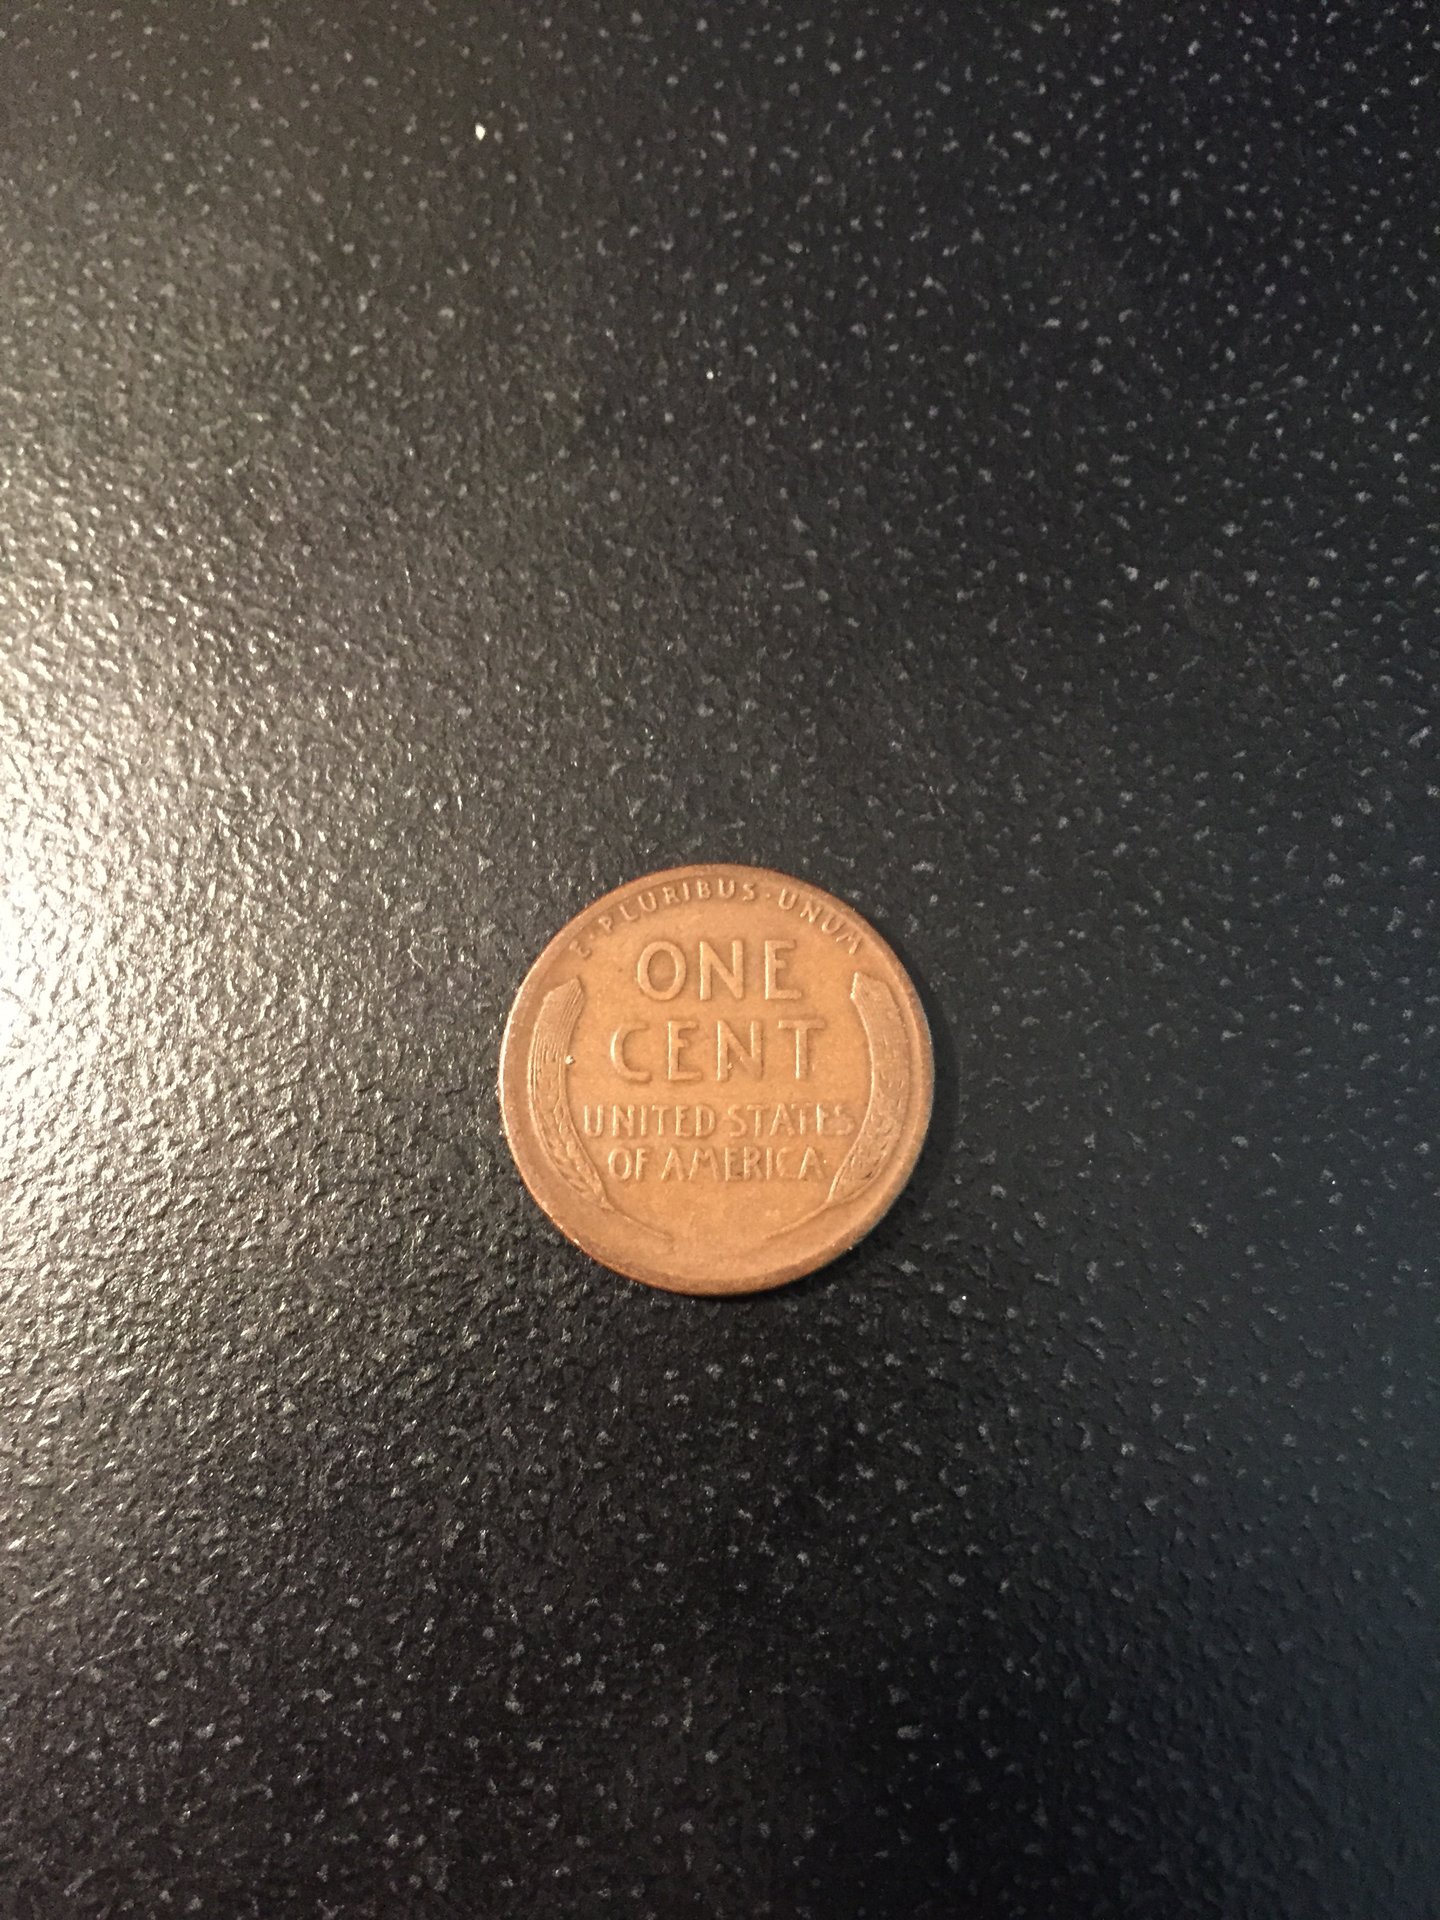 E·PLURIBUS·UNUM
ONE
CENT
UNITED STATES
OF AMERICA